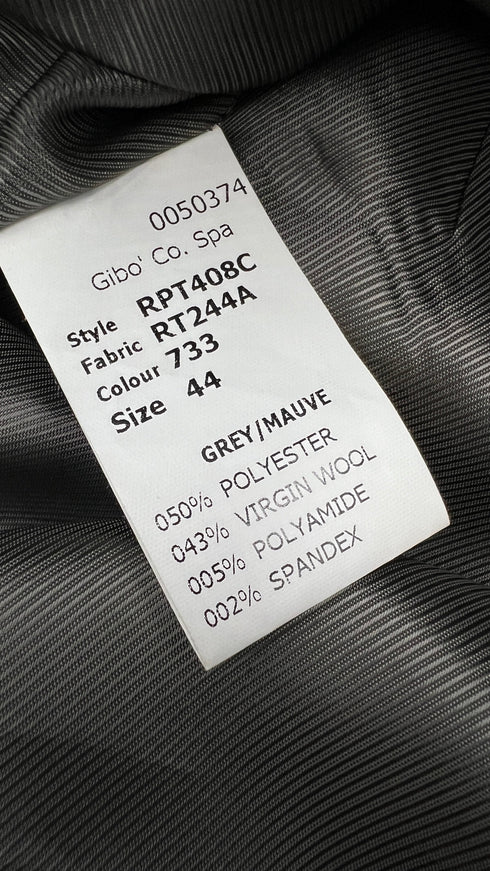 0050374
Gibo' Co. Spa
Style RPT408C
Fabric RT244A
Colour 733
Size 44
GREY/MAUVE
050% POLYESTER
043% VIRGIN WOOL
005% POLYAMIDE
002% SPANDEX